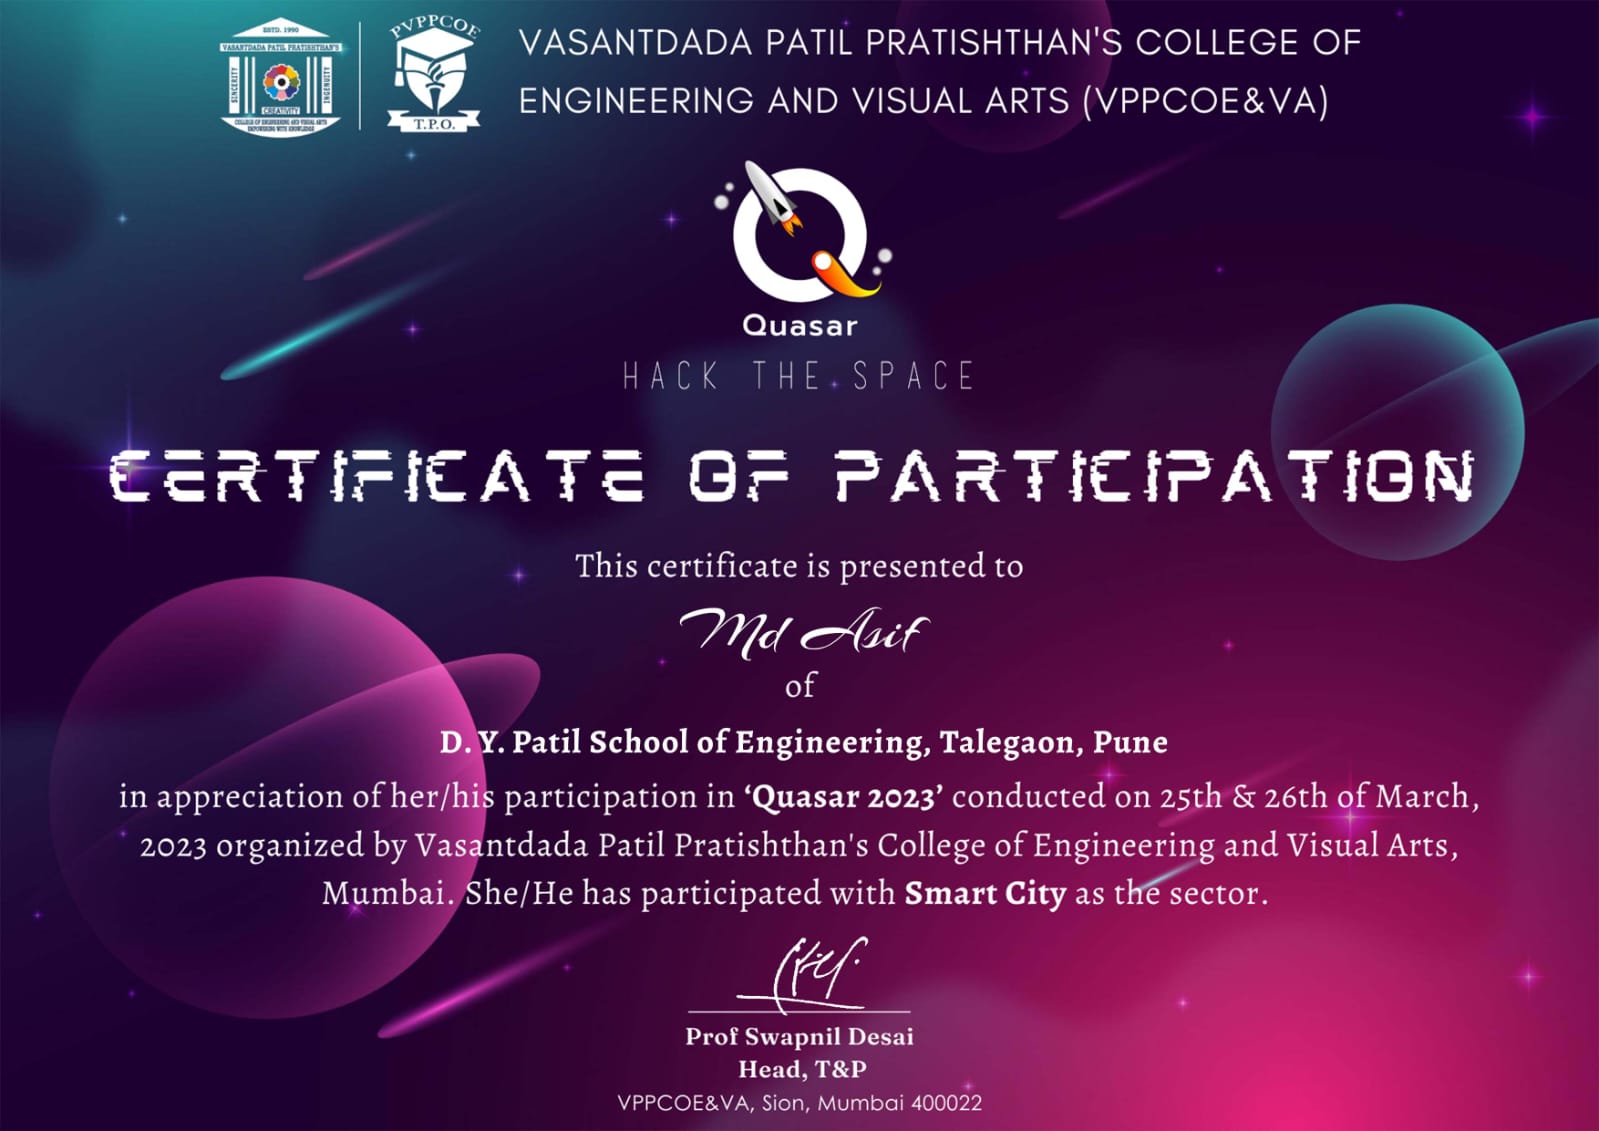 ESTD. 1990
VASANTDADA PATIL PRATISHTHAN'S
SINCERITY
INGENUITY
CREATIVITY
COLLEGE OF ENGINEERING AND VISUAL ARTS
EMPOWERING WITH KNOWLEDGE
PVPPCOE
T.P.O.
VASANTDADA PATIL PRATISHTHAN'S COLLEGE OF
ENGINEERING AND VISUAL ARTS (VPPCOE&VA)
Quasar
HACK THE SPACE
CERTIFICATE OF PARTICIPATION
This certificate is presented to
Md Asif
of
D. Y. Patil School of Engineering, Talegaon, Pune
in appreciation of her/his participation in ‘Quasar 2023’ conducted on 25th & 26th of March,
2023 organized by Vasantdada Patil Pratishthan's College of Engineering and Visual Arts,
Mumbai. She/He has participated with Smart City as the sector.
Prof Swapnil Desai
Head, T&P
VPPCOE&VA, Sion, Mumbai 400022